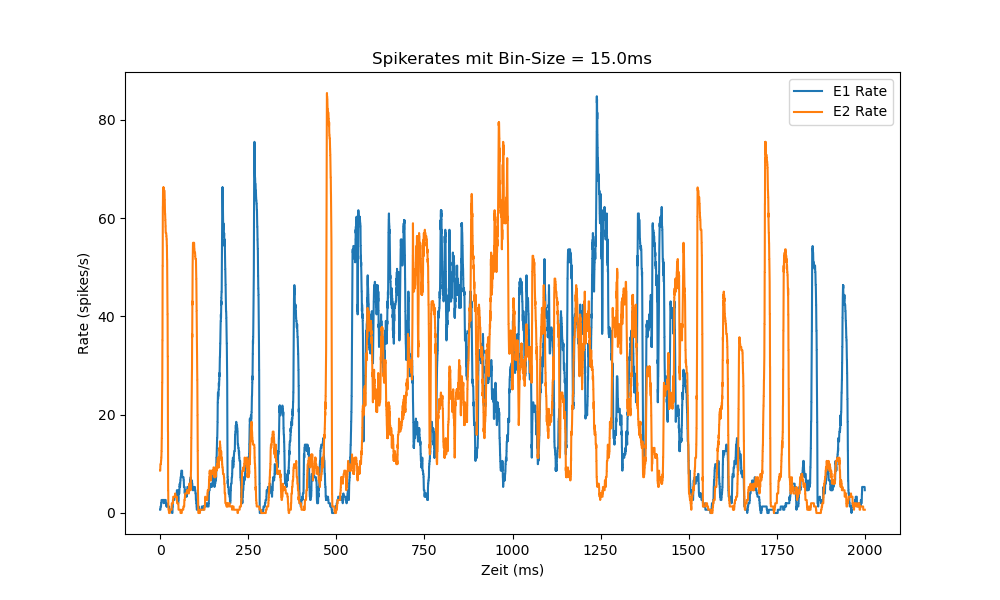 Spikerates mit Bin-Size = 15.0ms
E1 Rate
E2 Rate
80
60
40
20
0
Rate (spikes/s)
0 250 500 750 1000 1250 1500 1750 2000
Zeit (ms)